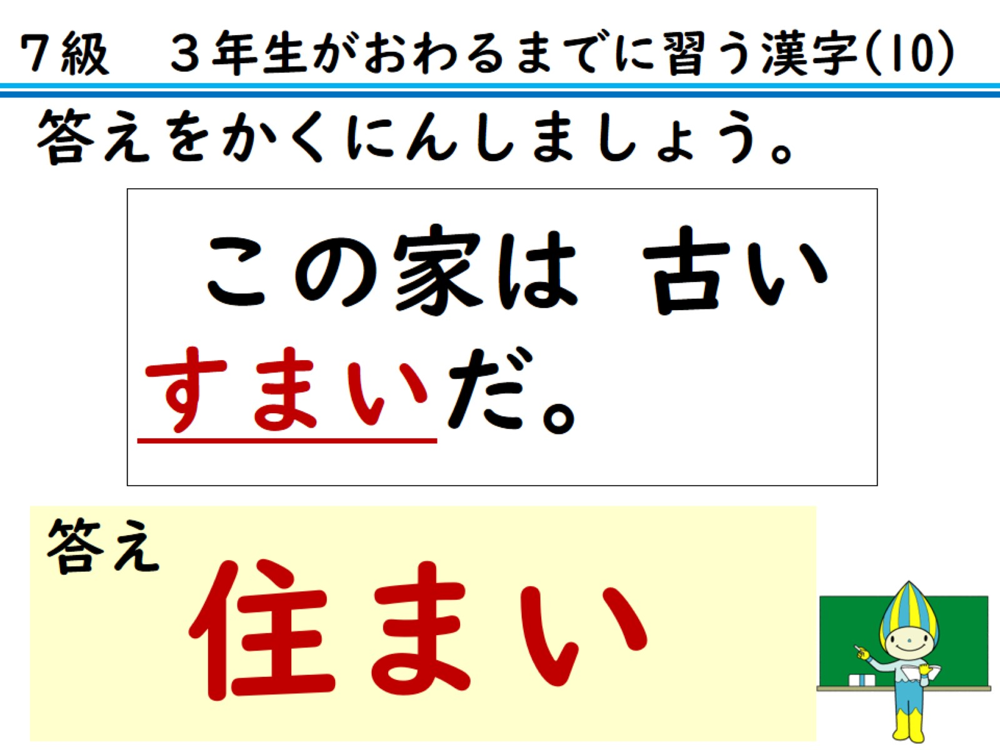 ７級　３年生がおわるまでに習う漢字(10)
答えをかくにんしましょう。
この家は 古い
すまいだ。
答え
住まい